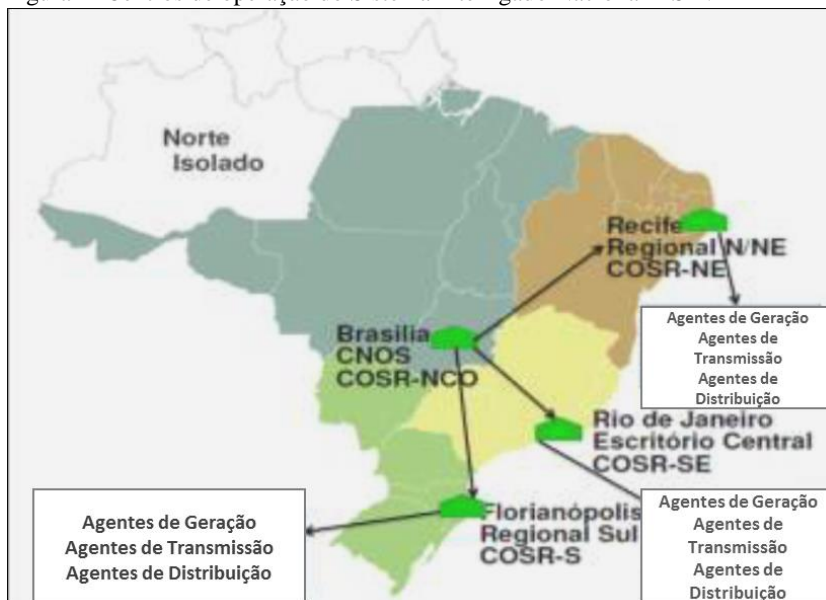 Norte
Isolado
Recife
Regional N/NE
COSR-NE
Agentes de Geração
Agentes de
Transmissão
Agentes de
Distribuição
Brasilia
CNOS
COSR-NCO
Rio de Janeiro
Escritório Central
COSR-SE
Florianópolis
Regional Sul
COSR-S
Agentes de Geração
Agentes de Transmissão
Agentes de Distribuição
Agentes de Geração
Agentes de
Transmissão
Agentes de
Distribuição